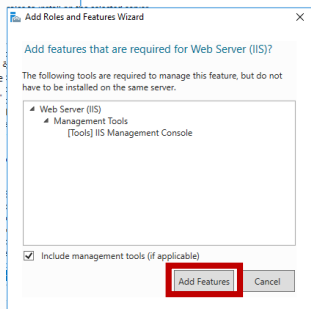 Add Roles and Features Wizard
Add features that are required for Web Server (IIS)?
The following tools are required to manage this feature, but do not
have to be installed on the same server.
Web Server (IIS)
Management Tools
[Tools] IIS Management Console
Include management tools (if applicable)
Add Features
Cancel